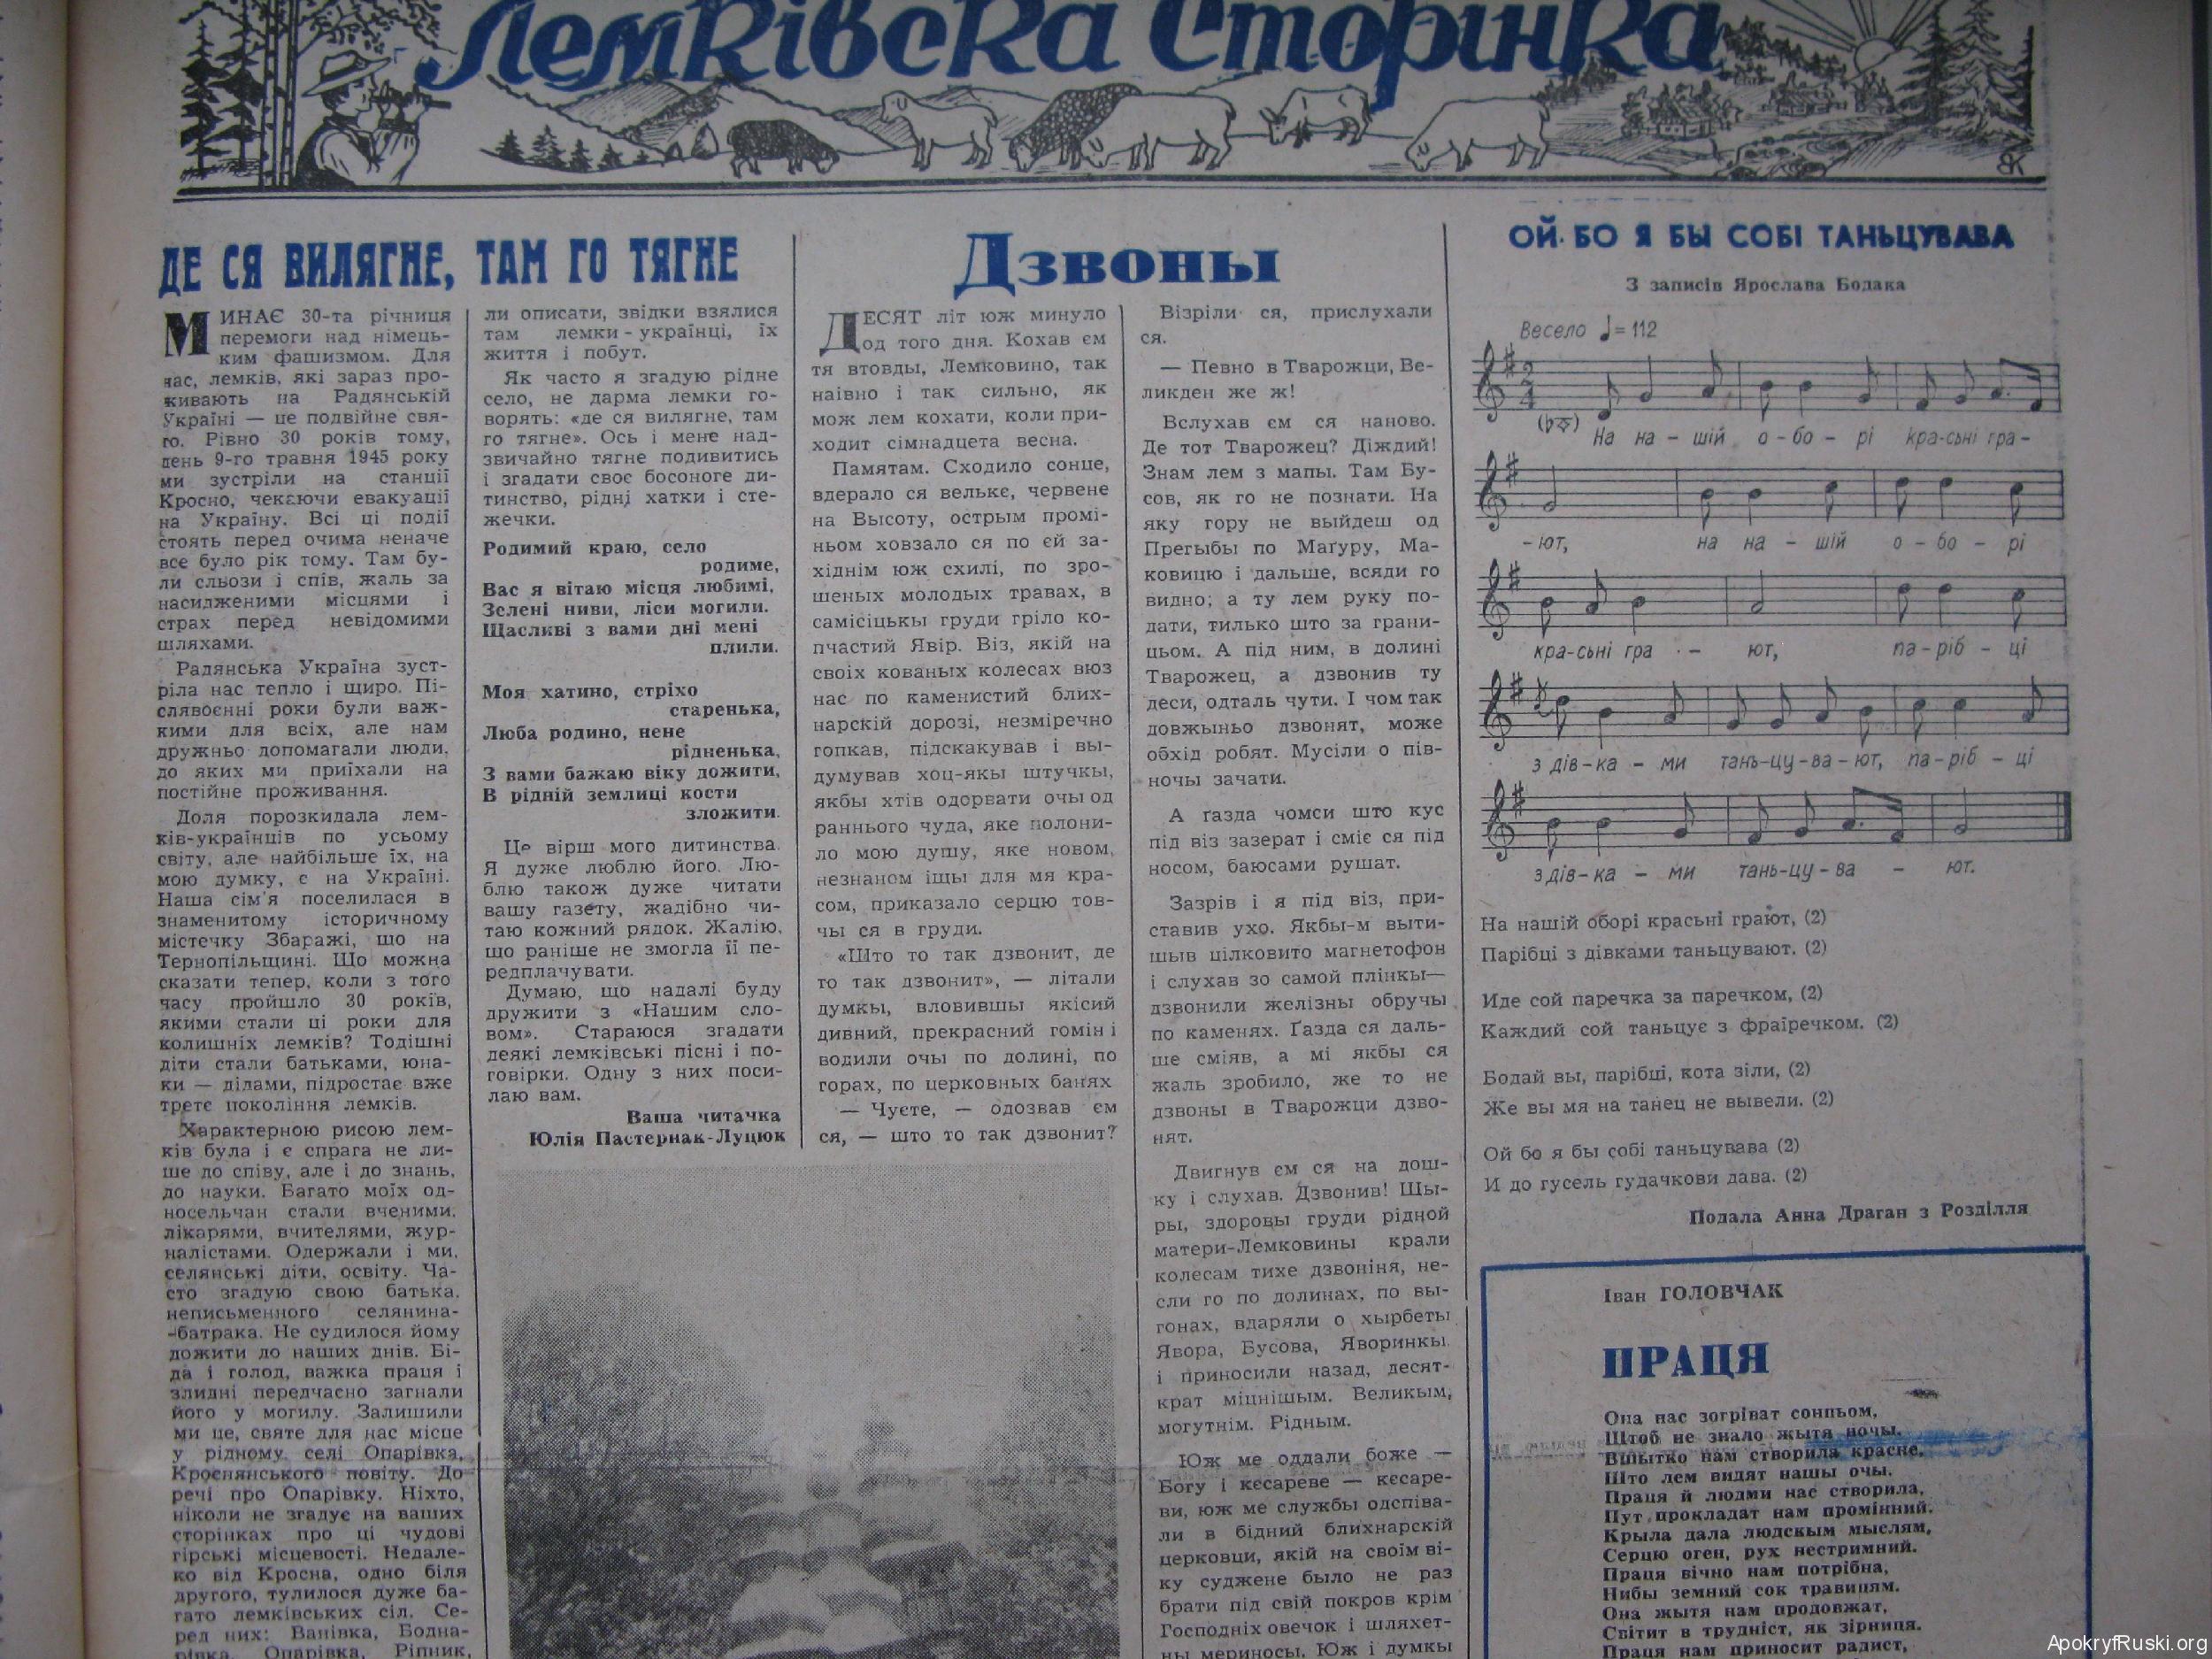 Лемківска Сторінка
ДЕ СЯ ВИЛЯГНЕ, ТАМ ГО ТЯГНЕ
МИНАЄ 30-та річниця
перемоги над німець-
ким фашизмом. Для
нас, лемків, які зараз про-
живають на Радянській
Україні — це подвійне свя-
то. Рівно 30 років тому,
день 9-го травня 1945 року
ми зустріли на станції
Кросно, чекаючи евакуації
на Україну. Всі ці події
стоять перед очима неначе
все було рік тому. Там бу-
ли сльози і спів, жаль за
насидженими місцями і
страх перед невідомими
шляхами.
Радянська Україна зуст-
ріла нас тепло і щиро. Пі-
слявоєнні роки були важ-
кими для всіх, але нам
дружньо допомагали люди,
до яких ми приїхали на
постійне проживання.
Доля порозкидала лем-
ків-українців по усьому
світу, але найбільше їх, на
мою думку, є на Україні.
Наша сім'я поселилася в
знаменитому історичному
містечку Збаражі, що на
Тернопільщині. Що можна
сказати тепер, коли з того
часу пройшло 30 років,
якими стали ці роки для
колишніх лемків? Тодішні
діти стали батьками, юна-
ки — дідами, підростає вже
третє покоління лемків.
Характерною рисою лем-
ків була і є спрага не ли-
ше до співу, але і до знань,
до науки. Багато моїх од-
носельчан стали вченими,
лікарями, вчителями, жур-
налістами. Одержали і ми,
селянські діти, освіту. Ча-
сто згадую свою батька,
неписьменного селянина-
-батрака. Не судилося йому
дожити до наших днів. Бі-
да і голод, важка праця і
злидні передчасно загнали
його у могилу. Залишили
ми це, святе для нас місце
у рідному селі Опарівка,
Кроснянського повіту. До
речі про Опарівку. Ніхто,
ніколи не згадує на ваших
сторінках про ці чудові
гірські місцевості. Недале-
ко від Кросна, одно біля
другого, тулилося дуже ба-
гато лемківських сіл. Се-
ред них: Ванівка, Бодна-
рівка, Опарівка, Ріпник,
ли описати, звідки взялися
там лемки - українці, їх
життя і побут.
Як часто я згадую рідне
село, не дарма лемки го-
ворять: «де ся вилягне, там
го тягне». Ось і мене над-
звичайно тягне подивитись
і згадати своє босоноге ди-
тинство, рідні хатки і сте-
жечки.
Родимий краю, село
родиме,
Вас я вітаю місця любимі,
Зелені ниви, ліси могили.
Щасливі з вами дні мені
плили.
Моя хатино, стріхо
старенька,
Люба родино, нене
рідненька,
З вами бажаю віку дожити,
В рідній землиці кости
зложити.
Це вірш мого дитинства.
Я дуже люблю його. Лю-
блю також дуже читати
вашу газету, жадібно чи-
таю кожний рядок. Жалію,
що раніше не змогла її пе-
редплачувати.
Думаю, що надалі буду
дружити з «Нашим сло-
вом». Стараюся згадати
деякі лемківські пісні і по-
говірки. Одну з них поси-
лаю вам.
Ваша читачка
Юлія Пастернак-Луцюк
Дзвоны
ДЕСЯТ літ юж минуло
од того дня. Кохав єм
тя втовды, Лемковино, так
наівно і так сильно, як
мож лем кохати, коли при-
ходит сімнадцета весна.
Памятам. Сходило сонце,
вдерало ся вельке, червене
на Высоту, острым промі-
ньом ховзало ся по єй за-
хіднім юж схилі, по зро-
шеных молодых травах, в
самісіцькы груди гріло ко-
пчастий Явір. Віз, якій на
своіх кованых колесах вюз
нас по каменистий близ-
нарскій дорозі, незміречно
гопкав, підскакував і вы-
думував хоц-якы штучкы,
якбы хтів одорвати очы од
раннього чуда, яке полони-
ло мою душу, яке новом,
незнаном іщы для мя кра-
сом, приказало серцю тов-
чы ся в груди.
«Што то так дзвонит, де
то так дзвонит», — літали
думкы, вловившы якісий
дивний, прекрасний гомін і
водили очы по долині, по
горах, по церковных банях
— Чуєте, — одозвав єм
ся, — што то так дзвонит?
Візріли ся, прислухали
ся.
— Певно в Тварожци, Ве-
ликден же ж!
Вслухав єм ся наново.
Де тот Тварожец? Діждий!
Знам лем з мапы. Там Бу-
сов, як го не познати. На
яку гору не выйдеш од
Прегыбы по Маґуру, Ма-
ковицю і дальше, всяди го
видно; а ту лем руку по-
дати, тилько што за грани-
цьом. А під ним, в долині
Тварожец, а дзвонив ту
деси, одталь чути. І чом так
довжыньо дзвонят, може
обхід робят. Мусіли о пів-
ночы зачати.
А ґазда чомси што кус
під віз зазерат і сміє ся під
носом, баюсами рушат.
Зазрів і я під віз, при-
ставив ухо. Якбы-м выти-
шыв цілковито магнетофон
і слухав зо самой плінкы—
дзвонили желізны обручы
по каменях. Ґазда ся даль-
ше сміяв, а мі якбы ся
жаль зробило, же то не
дзвоны в Тварожци дзво-
нят.
Двигнув єм ся на дош-
ку і слухав. Дзвонив! Шы-
ры, здоровы груди рідной
матери-Лемковины крали
колесам тихе дзвоніня, не-
сли го по долинах, по вы-
гонах, вдаряли о хырбеты
Явора, Бусова, Яворинкы
і приносили назад, десят-
крат міцнішым. Великым,
могутнім. Рідным.
Юж ме оддали боже —
Богу і кесареве — кесаре-
ви, юж ме службы одспіва-
ли в бідний близнарскій
церковци, якій на своім ві-
ку суджене было не раз
брати під свій покров крім
Господніх овечок і шляхет-
ны мериносы. Юж і думкы
ОЙ БО Я БЫ СОБІ ТАНЬЦУВАВА
З записів Ярослава Бодака
Весело ♩= 112
На на – шій о – бо – рі кра-сьні гра –
– ют, на на – шій о – бо – рі
кра-сьні гра – ют, па – ріб – ці
з дів – ка – ми тань-цу – ва – ют, па – ріб – ці
з дів – ка – ми тань-цу – ва – ют.
На нашій оборі красьні грают, (2)
Парібці з дівками таньцувают. (2)
Иде сой паречка за паречком, (2)
Каждий сой таньцує з фраїречком. (2)
Бодай вы, парібці, кота зіли, (2)
Же вы мя на танец не вывели. (2)
Ой бо я бы собі таньцувава (2)
И до гусель гудачкови дава. (2)
Подала Анна Драган з Розділля
Іван ГОЛОВЧАК
ПРАЦЯ
Она нас зогріват сонцьом,
Штоб не знало жытя ночы,
Вшытко нам створила красне,
Што лем видят нашы очы.
Праця й людми нас створила,
Пут прокладат нам промінний.
Крыла дала людскым мыслям,
Серцю оген, рух нестримний.
Праця вічно нам потрібна,
Нибы земний сок травицям.
Она жытя нам продовжат,
Світит в трудніст, як зірниця.
Праця нам приносит радист,
ApokryfRuski.org